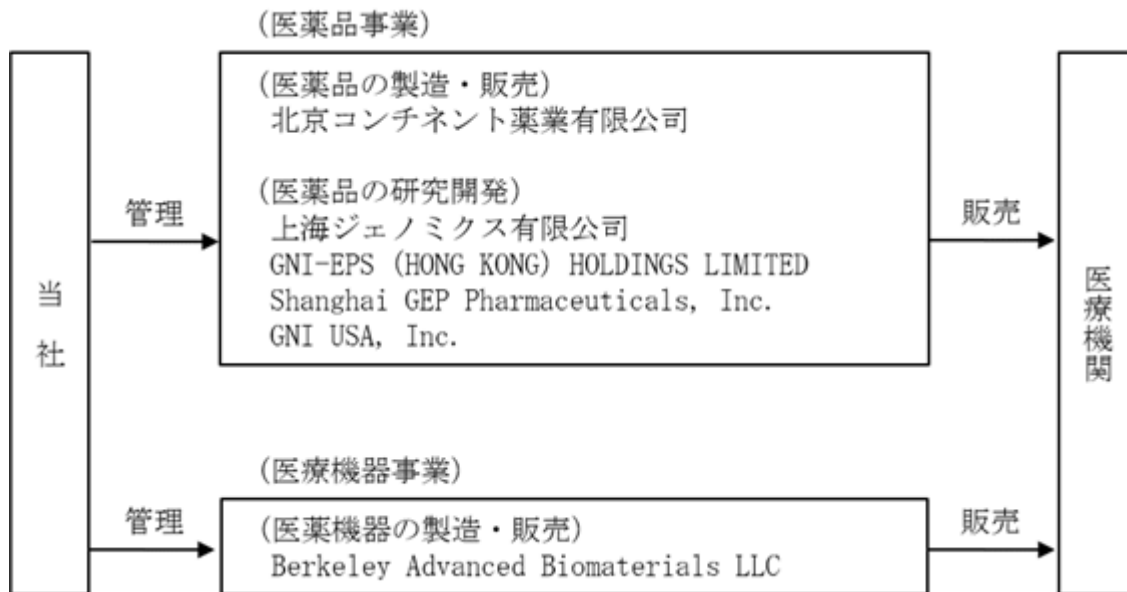 (医薬品事業)
(医薬品の製造・販売)
北京コンチネント薬業有限公司
(医薬品の研究開発)
上海ジェノミクス有限公司
GNI-EPS (HONG KONG) HOLDINGS LIMITED
Shanghai GEP Pharmaceuticals, Inc.
GNI USA, Inc.
管理
販売
当社
医療機関
(医療機器事業)
(医薬機器の製造・販売)
Berkeley Advanced Biomaterials LLC
管理
販売